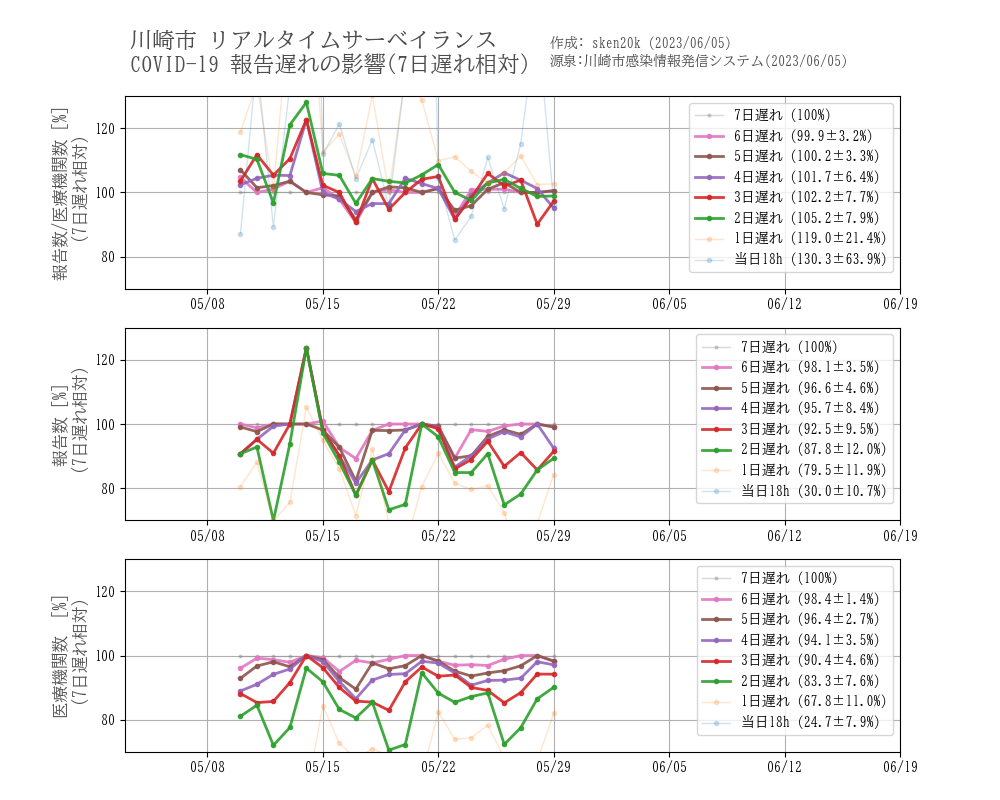 川崎市 リアルタイムサーベイランス
COVID-19 報告遅れの影響(7日遅れ相対)
作成: sken20k (2023/06/05)
源泉:川崎市感染情報発信システム(2023/06/05)
報告数/医療機関数 [%]
(7日遅れ相対)
120
100
80
7日遅れ (100%)
6日遅れ (99.9±3.2%)
5日遅れ (100.2±3.3%)
4日遅れ (101.7±6.4%)
3日遅れ (102.2±7.7%)
2日遅れ (105.2±7.9%)
1日遅れ (119.0±21.4%)
当日18h (130.3±63.9%)
05/08 05/15 05/22 05/29 06/05 06/12 06/19
報告数 [%]
(7日遅れ相対)
120
100
80
7日遅れ (100%)
6日遅れ (98.1±3.5%)
5日遅れ (96.6±4.6%)
4日遅れ (95.7±8.4%)
3日遅れ (92.5±9.5%)
2日遅れ (87.8±12.0%)
1日遅れ (79.5±11.9%)
当日18h (30.0±10.7%)
05/08 05/15 05/22 05/29 06/05 06/12 06/19
医療機関数 [%]
(7日遅れ相対)
120
100
80
7日遅れ (100%)
6日遅れ (98.4±1.4%)
5日遅れ (96.4±2.7%)
4日遅れ (94.1±3.5%)
3日遅れ (90.4±4.6%)
2日遅れ (83.3±7.6%)
1日遅れ (67.8±11.0%)
当日18h (24.7±7.9%)
05/08 05/15 05/22 05/29 06/05 06/12 06/19